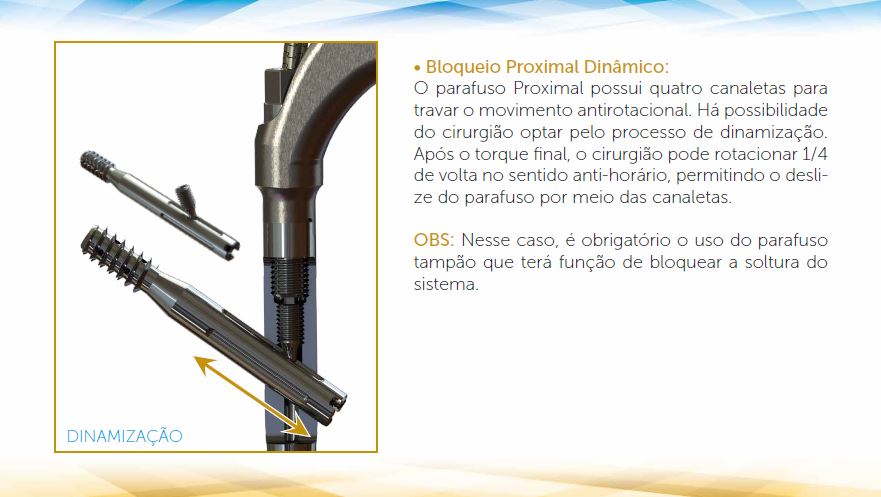 • Bloqueio Proximal Dinâmico:
O parafuso Proximal possui quatro canaletas para
travar o movimento antirotacional. Há possibilidade
do cirurgião optar pelo processo de dinamização.
Após o torque final, o cirurgião pode rotacionar 1/4
de volta no sentido anti-horário, permitindo o desli-
ze do parafuso por meio das canaletas.
OBS: Nesse caso, é obrigatório o uso do parafuso
tampão que terá função de bloquear a soltura do
sistema.
DINAMIZAÇÃO